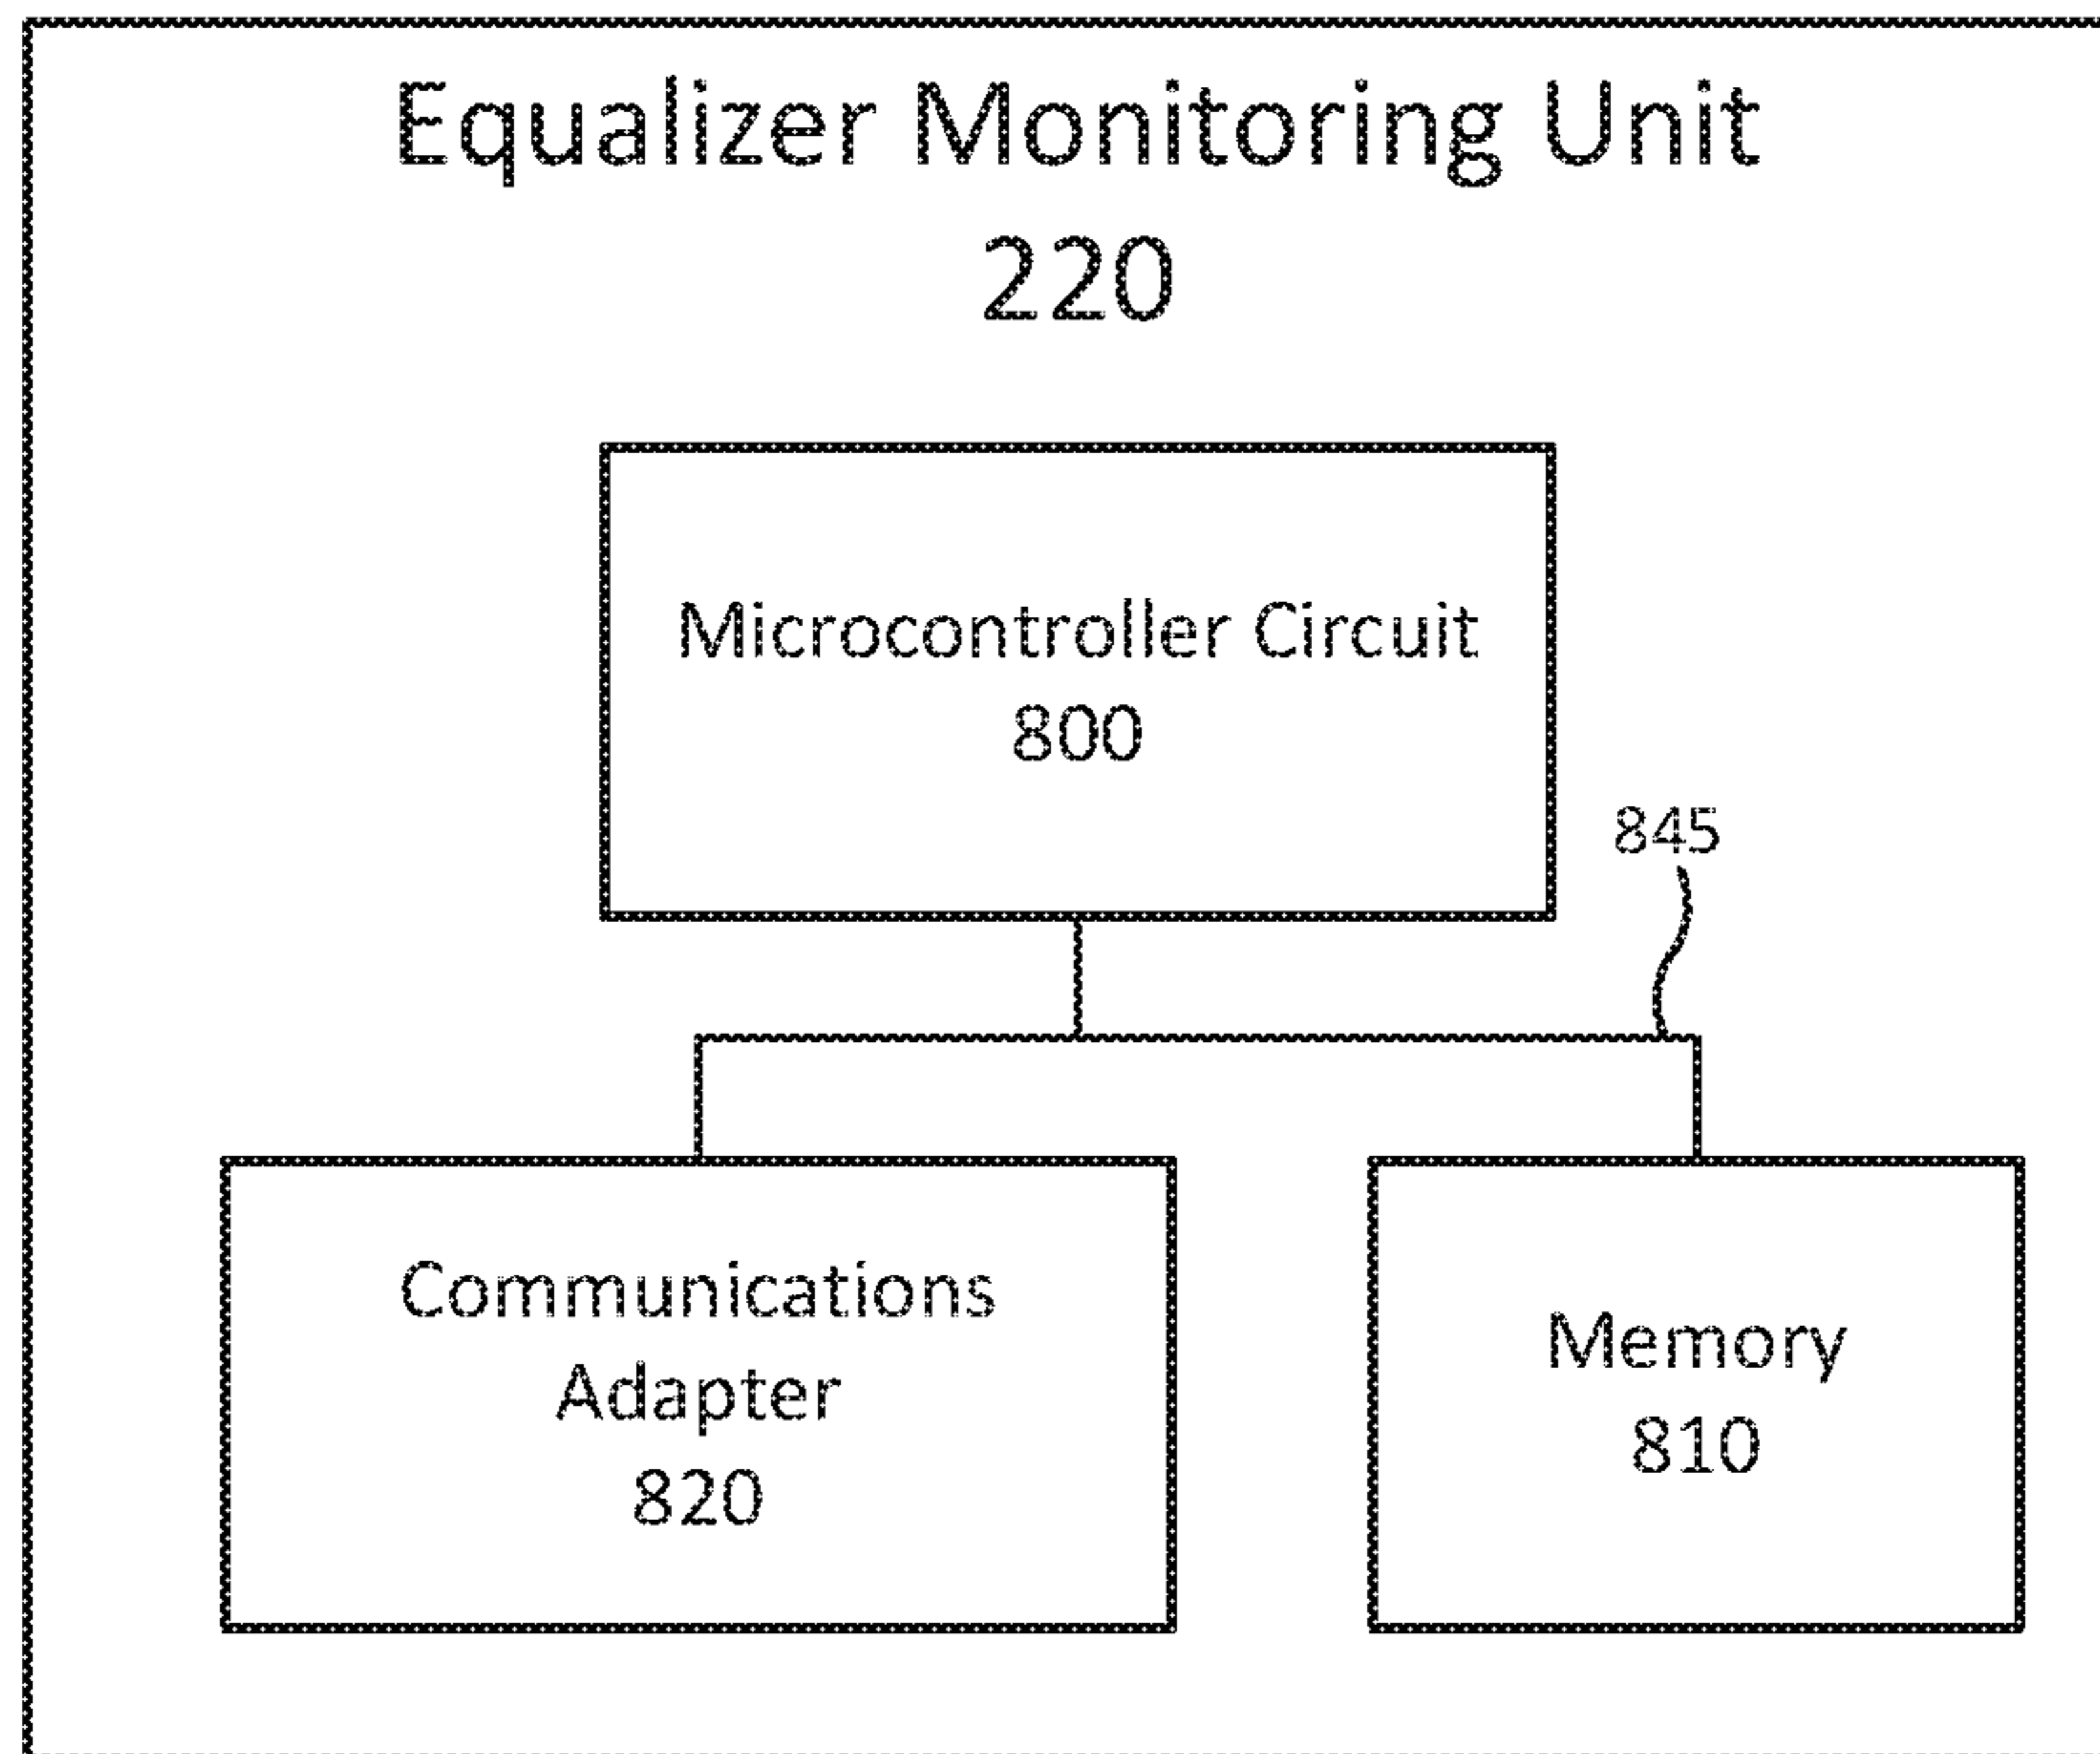 Equalizer Monitoring Unit
220
Microcontroller Circuit
800
845
Communications
Adapter
820
Memory
810